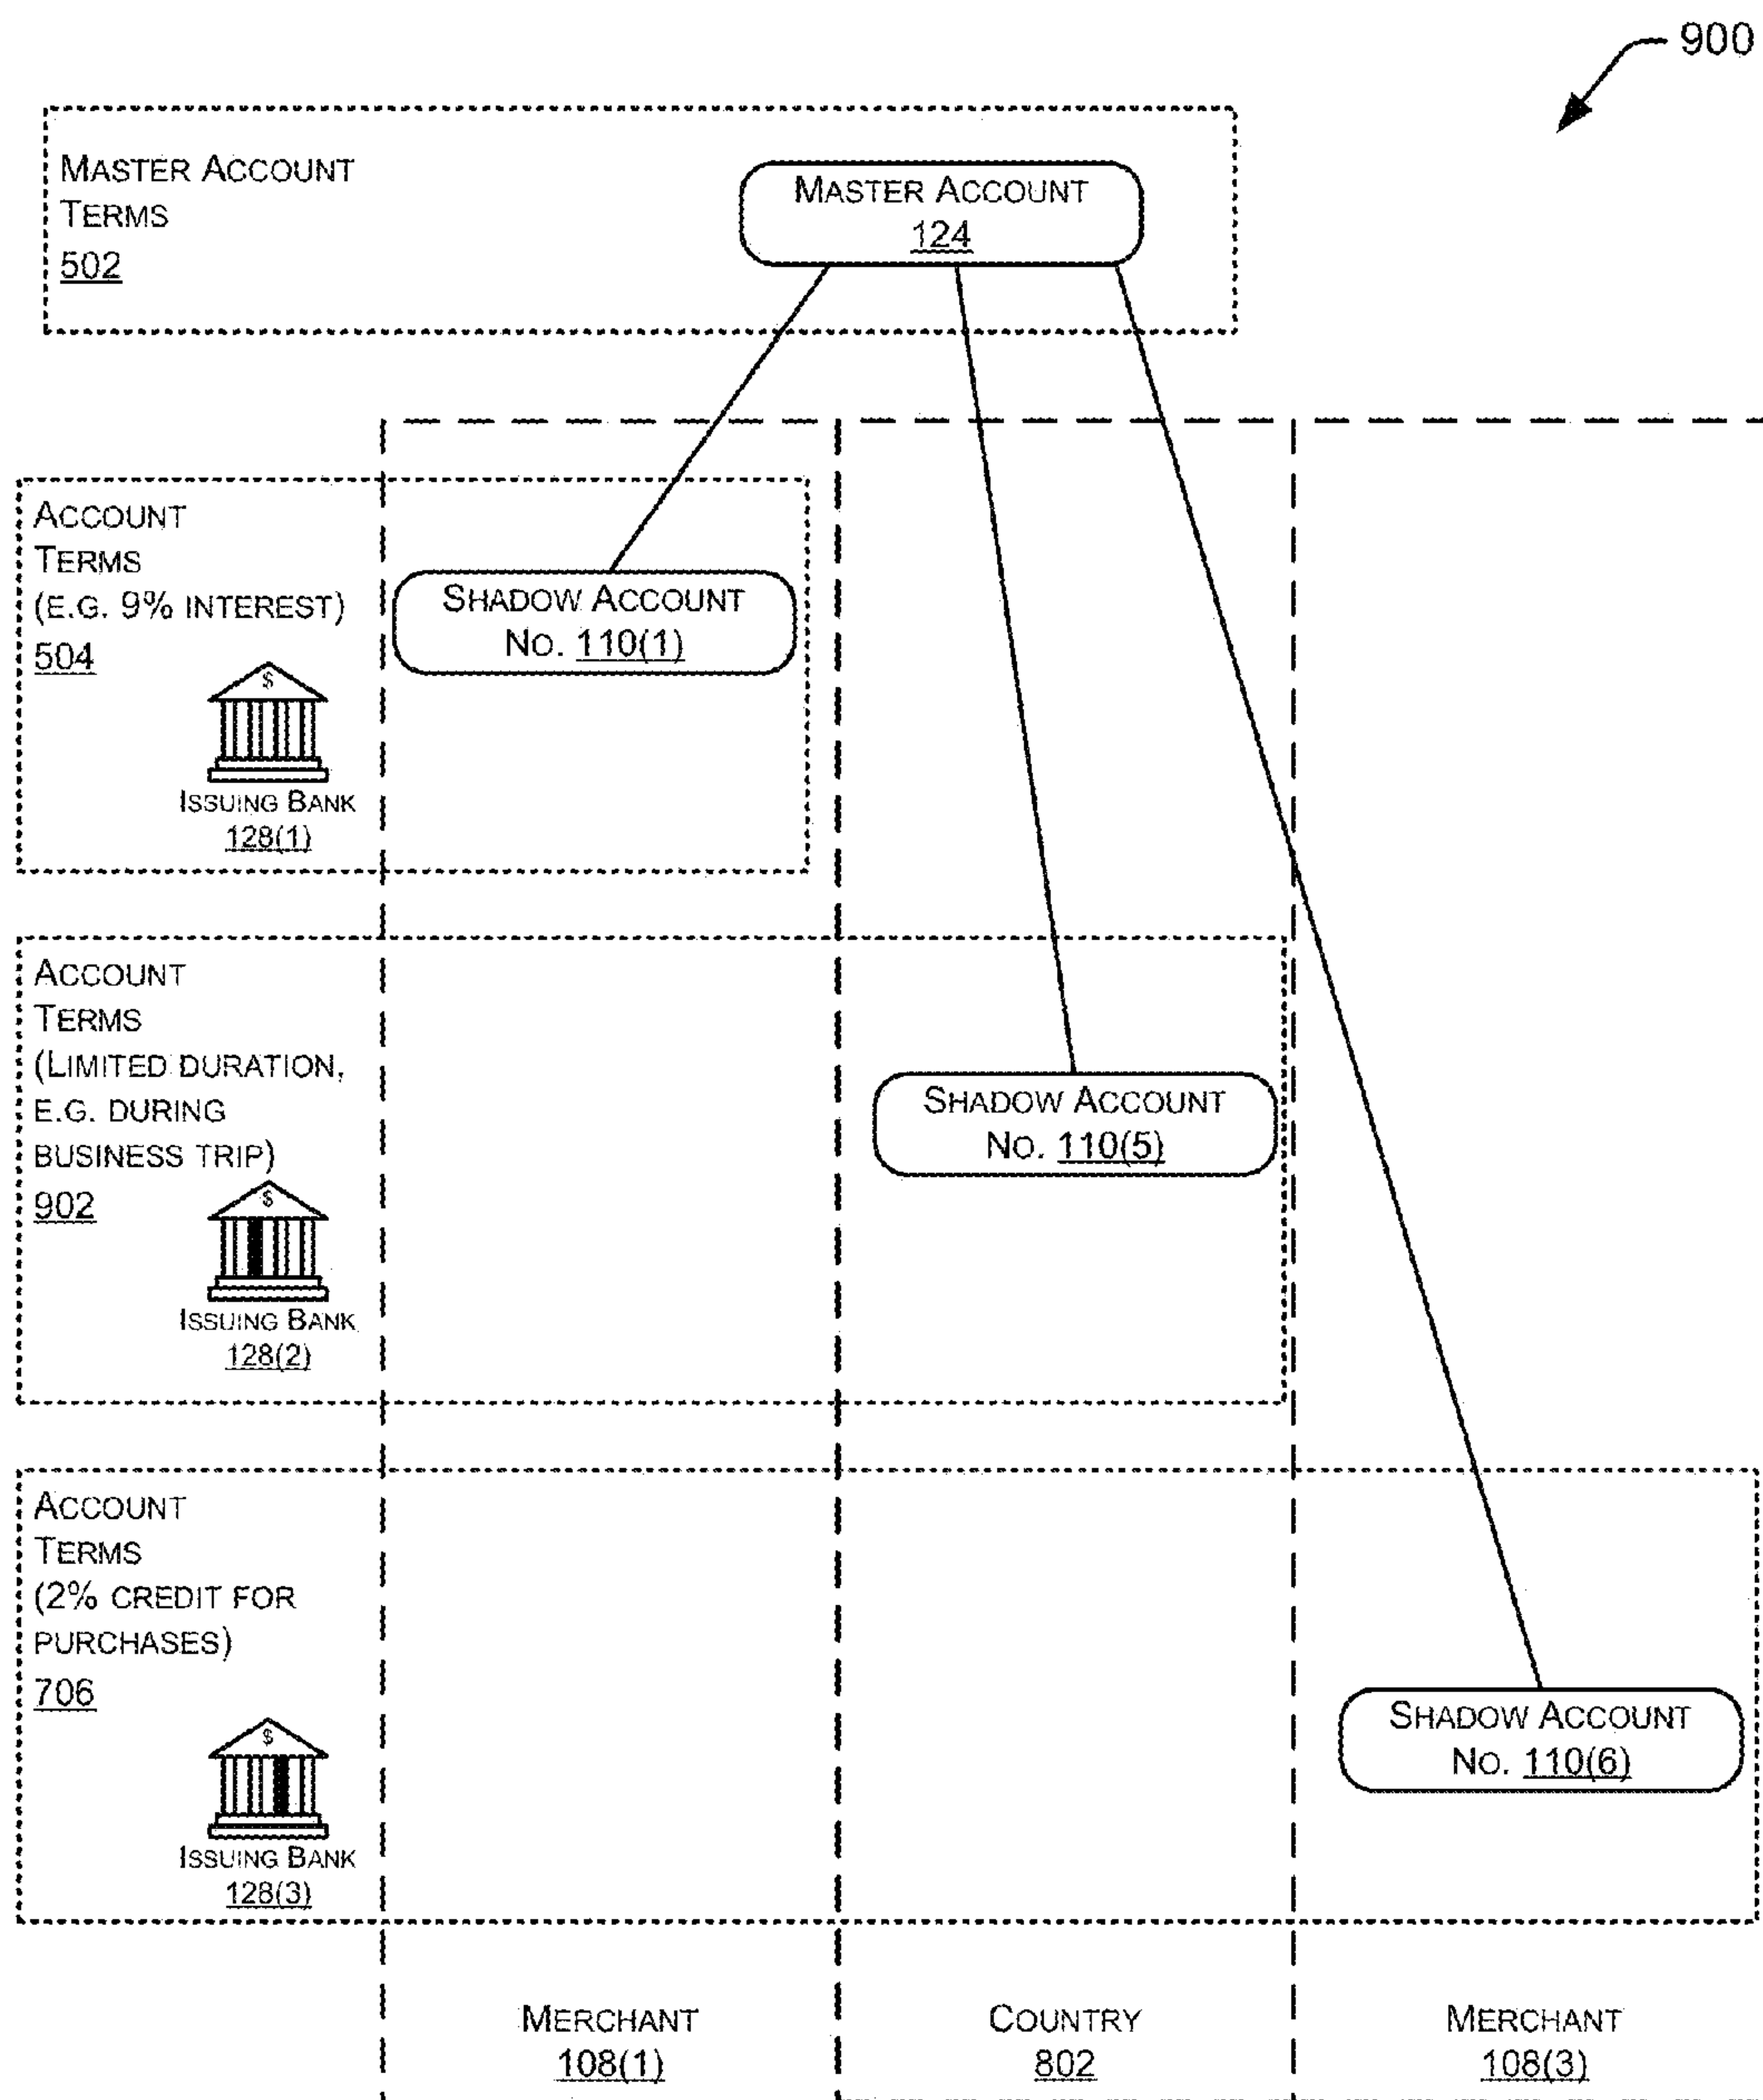 900
MASTER ACCOUNT
TERMS
502
MASTER ACCOUNT
124
ACCOUNT
TERMS
(E.G. 9% INTEREST)
504
$
ISSUING BANK
128(1)
SHADOW ACCOUNT
NO. 110(1)
ACCOUNT
TERMS
(LIMITED DURATION,
E.G. DURING
BUSINESS TRIP)
902
$
ISSUING BANK
128(2)
SHADOW ACCOUNT
NO. 110(5)
ACCOUNT
TERMS
(2% CREDIT FOR
PURCHASES)
706
$
ISSUING BANK
128(3)
SHADOW ACCOUNT
NO. 110(6)
MERCHANT
108(1)
COUNTRY
802
MERCHANT
108(3)